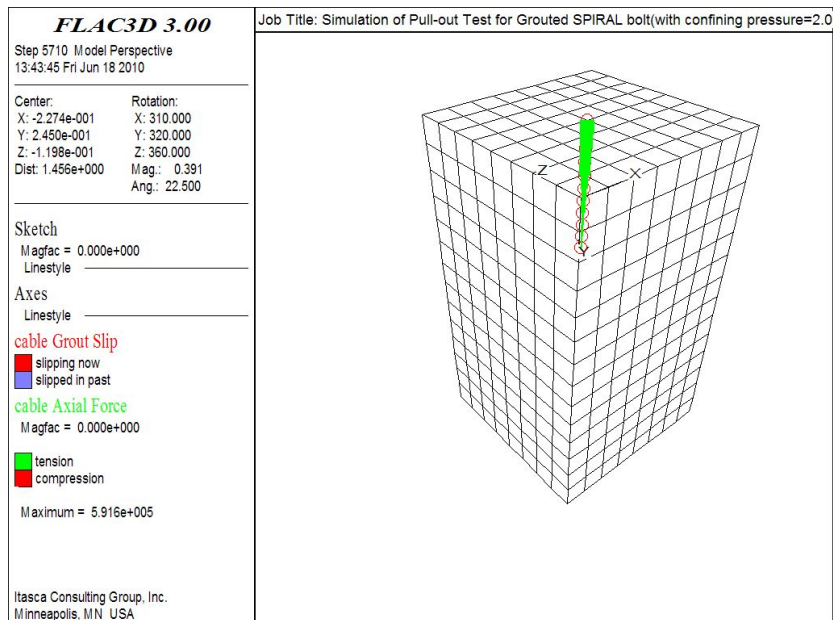 FLAC3D 3.00
Step 5710 Model Perspective
13:43:45 Fri Jun 18 2010
Center: Rotation:
X: -2.274e-001 X: 310.000
Y: 2.450e-001 Y: 320.000
Z: -1.198e-001 Z: 360.000
Dist: 1.456e+000 Mag.: 0.391
Ang.: 22.500
Sketch
Magfac = 0.000e+000
Linestyle
Axes
Linestyle
cable Grout Slip
slipping now
slipped in past
cable Axial Force
Magfac = 0.000e+000
tension
compression
Maximum = 5.916e+005
Itasca Consulting Group, Inc.
Minneapolis, MN USA
Job Title: Simulation of Pull-out Test for Grouted SPIRAL bolt(with confining pressure=2.0
Z
X
Y